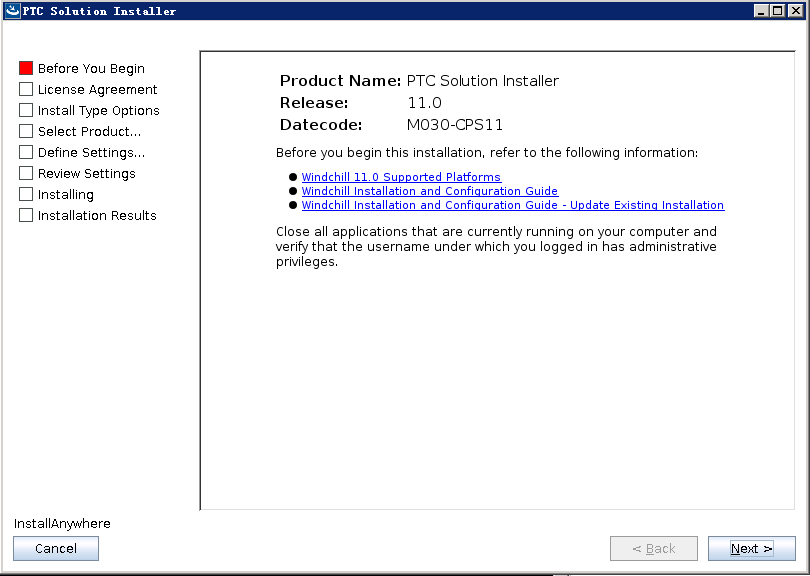 PTC Solution Installer
Before You Begin
License Agreement
Install Type Options
Select Product...
Define Settings...
Review Settings
Installing
Installation Results
Product Name: PTC Solution Installer
Release: 11.0
Datecode: M030-CPS11
Before you begin this installation, refer to the following information:
Windchill 11.0 Supported Platforms
Windchill Installation and Configuration Guide
Windchill Installation and Configuration Guide - Update Existing Installation
Close all applications that are currently running on your computer and
verify that the username under which you logged in has administrative
privileges.
InstallAnywhere
Cancel
< Back
Next >